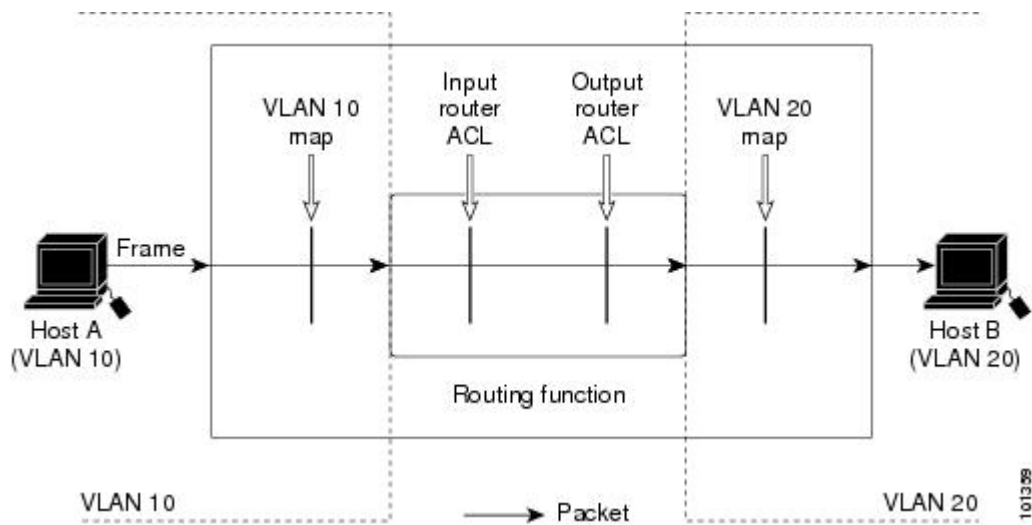 VLAN 10
map
Input
router
ACL
Output
router
ACL
VLAN 20
map
Frame
Host A
(VLAN 10)
Host B
(VLAN 20)
Routing function
VLAN 10
Packet
VLAN 20
101359